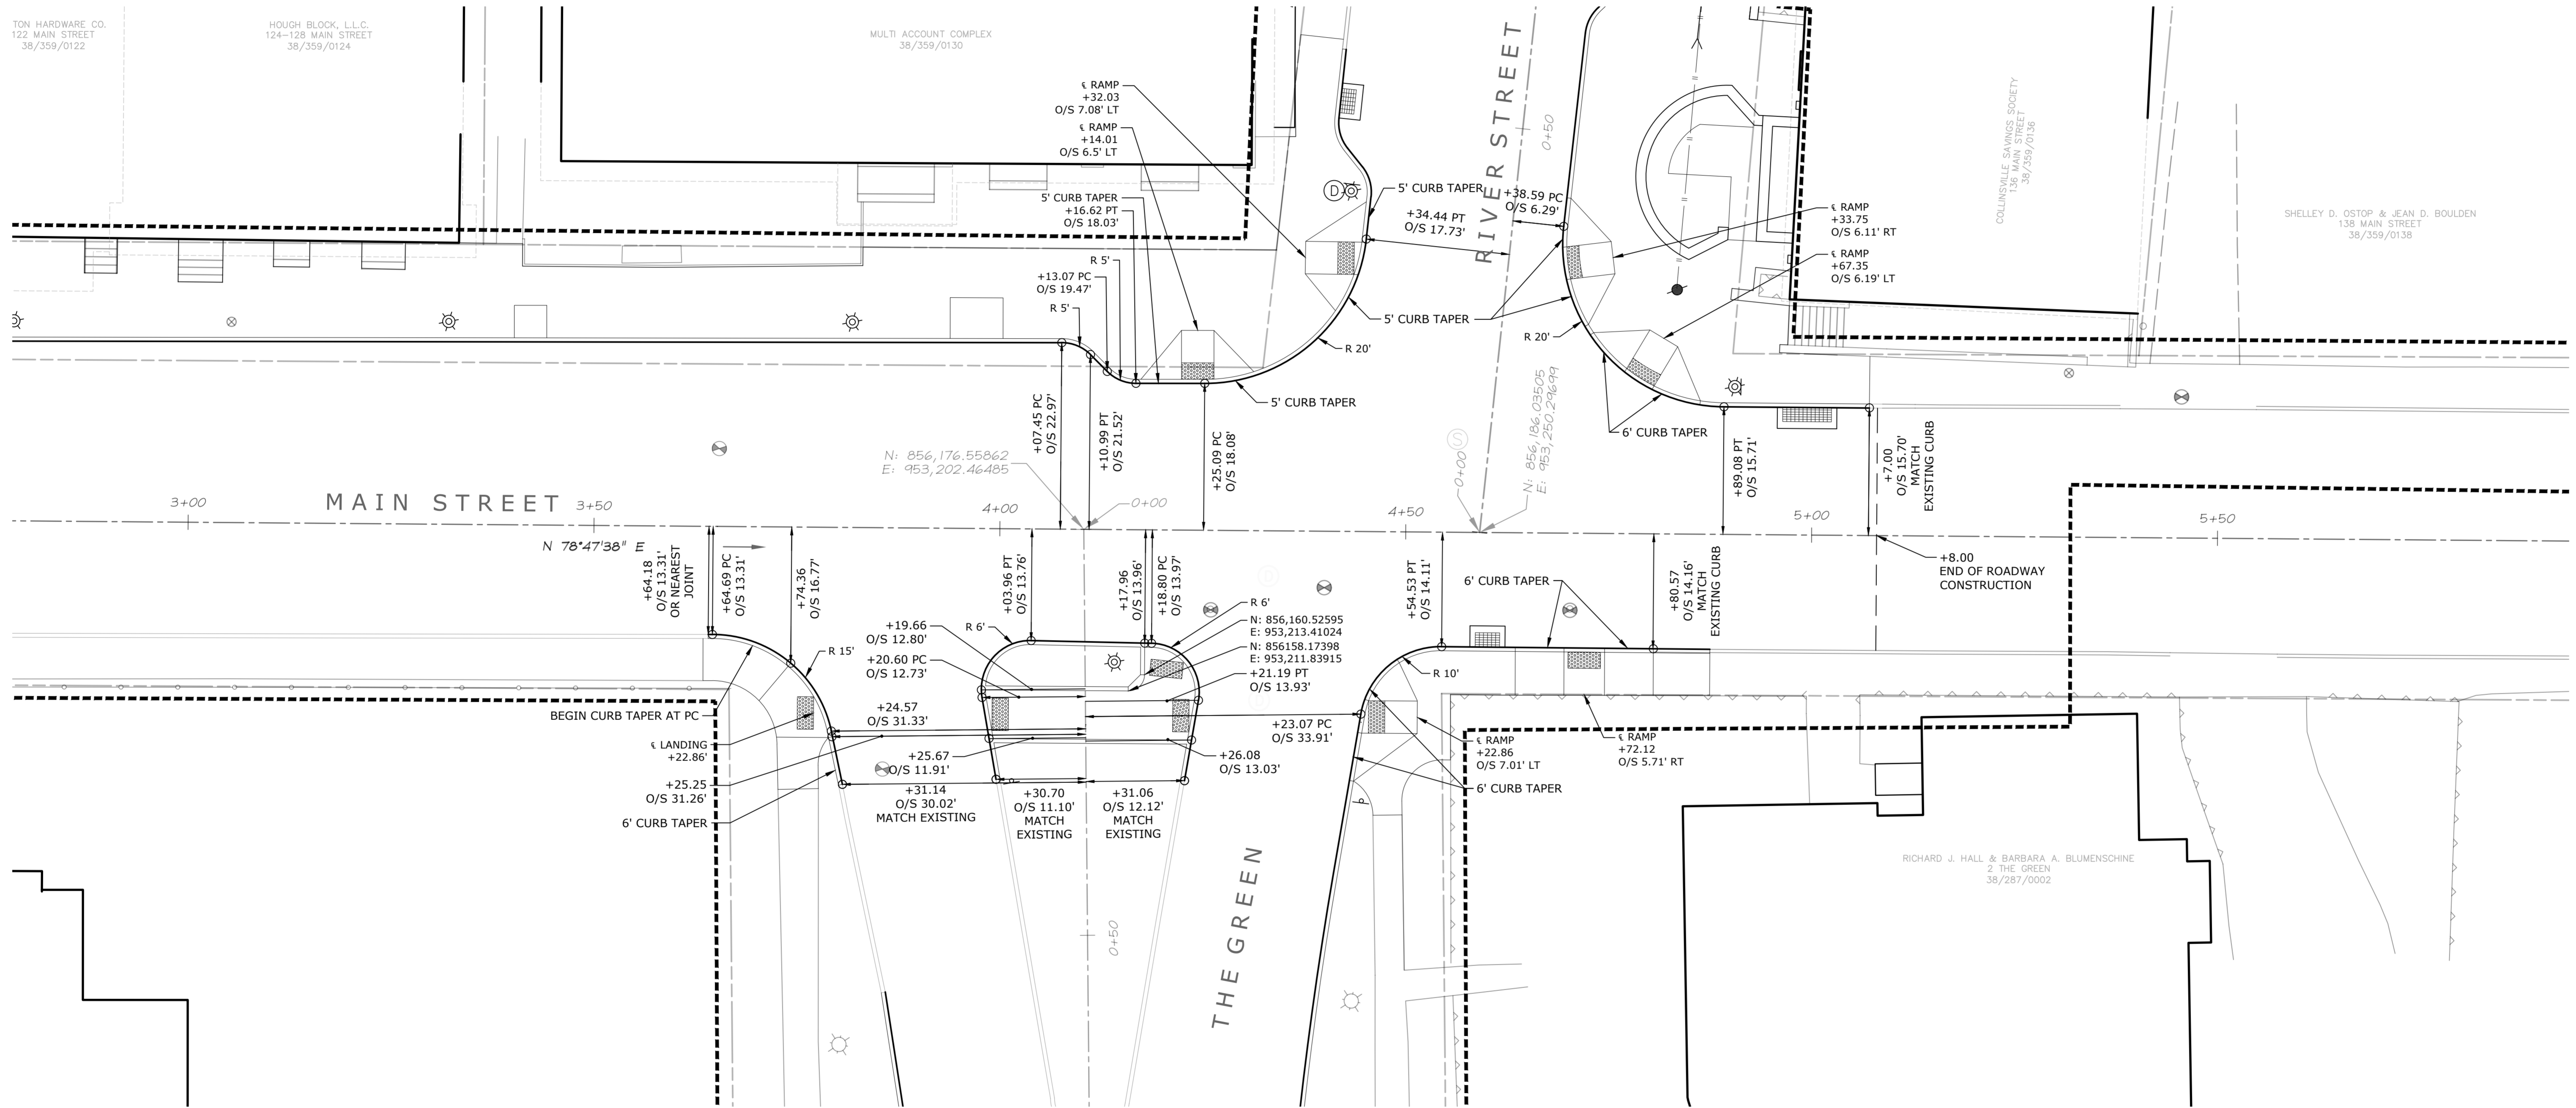 TON HARDWARE CO.
122 MAIN STREET
38/359/0122
HOUGH BLOCK, L.L.C.
124-128 MAIN STREET
38/359/0124
MULTI ACCOUNT COMPLEX
38/359/0130
℄ RAMP
+32.03
O/S 7.08' LT
℄ RAMP
+14.01
O/S 6.5' LT
5' CURB TAPER
+16.62 PT
O/S 18.03'
R 5'
+13.07 PC
O/S 19.47'
R 5'
D
5' CURB TAPER
+34.44 PT
O/S 17.73'
+38.59 PC
O/S 6.29'
RIVER STREET
0+50
5' CURB TAPER
R 20'
5' CURB TAPER
R 20'
℄ RAMP
+33.75
O/S 6.11' RT
℄ RAMP
+67.35
O/S 6.19' LT
6' CURB TAPER
COLLINSVILLE SAVINGS SOCIETY
136 MAIN STREET
38/359/0136
SHELLEY D. OSTOP & JEAN D. BOULDEN
138 MAIN STREET
38/359/0138
+07.45 PC
O/S 22.97'
+10.99 PT
O/S 21.52'
+25.09 PC
O/S 18.08'
N: 856,176.55862
E: 953,202.46485
0+00
S
0+00
N: 856,186.03505
E: 953,250.29699
+89.08 PT
O/S 15.71'
+7.00
O/S 15.70'
MATCH
EXISTING CURB
MAIN STREET
3+00
3+50
4+00
4+50
5+00
5+50
N 78°47'38" E
+64.18
O/S 13.31'
OR NEAREST
JOINT
+64.69 PC
O/S 13.31'
+74.36
O/S 16.77'
+03.96 PT
O/S 13.76'
+17.96
O/S 13.96'
+18.80 PC
O/S 13.97'
D
+54.53 PT
O/S 14.11'
6' CURB TAPER
+80.57
O/S 14.16'
MATCH
EXISTING CURB
+8.00
END OF ROADWAY
CONSTRUCTION
R 15'
BEGIN CURB TAPER AT PC
℄ LANDING
+22.86'
+25.25
O/S 31.26'
6' CURB TAPER
+19.66
O/S 12.80'
R 6'
+20.60 PC
O/S 12.73'
+24.57
O/S 31.33'
+25.67
O/S 11.91'
+31.14
O/S 30.02'
MATCH EXISTING
+30.70
O/S 11.10'
MATCH
EXISTING
+31.06
O/S 12.12'
MATCH
EXISTING
R 6'
N: 856,160.52595
E: 953,213.41024
N: 856158.17398
E: 953,211.83915
+21.19 PT
O/S 13.93'
+23.07 PC
O/S 33.91'
+26.08
O/S 13.03'
R 10'
℄ RAMP
+22.86
O/S 7.01' LT
6' CURB TAPER
℄ RAMP
+72.12
O/S 5.71' RT
0+50
THE GREEN
RICHARD J. HALL & BARBARA A. BLUMENSCHINE
2 THE GREEN
38/287/0002